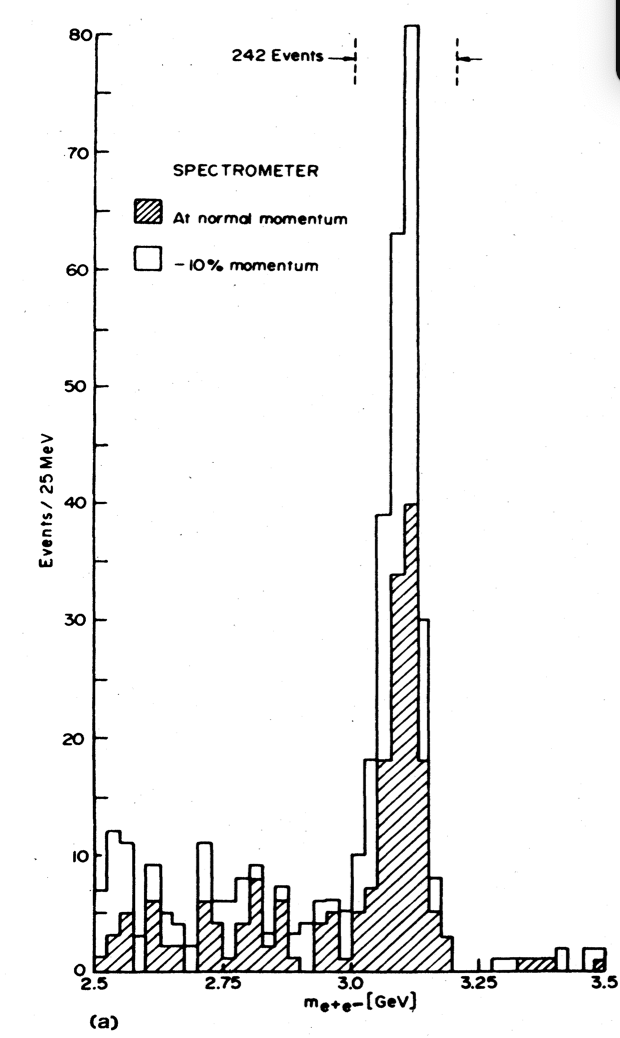 80
242 Events
70
SPECTROMETER
At normal momentum
60
-10% momentum
50
Events / 25 MeV
40
30
20
10
0
2.5 2.75 3.0 3.25 3.5
me+e- [GeV]
(a)